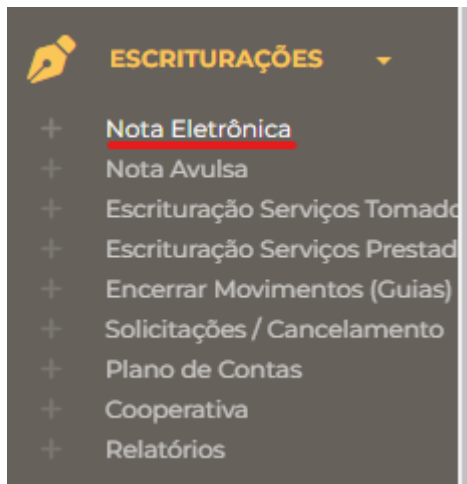 ESCRITURAÇÕES
Nota Eletrônica
Nota Avulsa
Escrituração Serviços Tomado
Escrituração Serviços Prestad
Encerrar Movimentos (Guias)
Solicitações / Cancelamento
Plano de Contas
Cooperativa
Relatórios